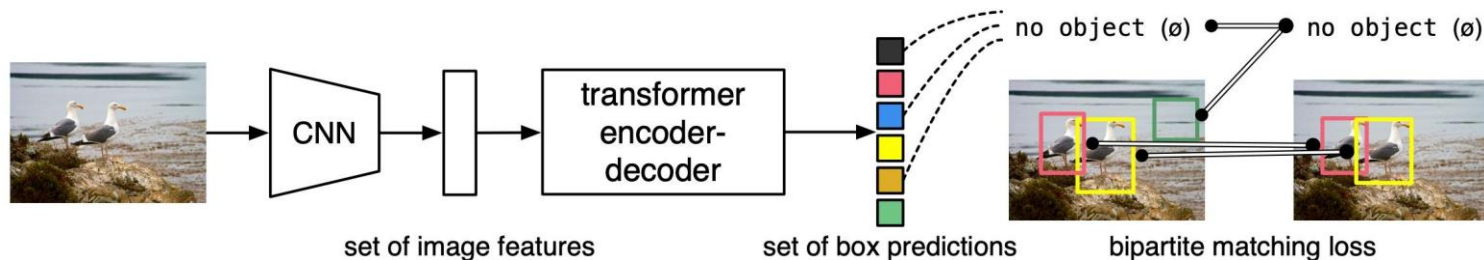 no object (ø)
no object (ø)
CNN
transformer
encoder-
decoder
set of image features
set of box predictions
bipartite matching loss